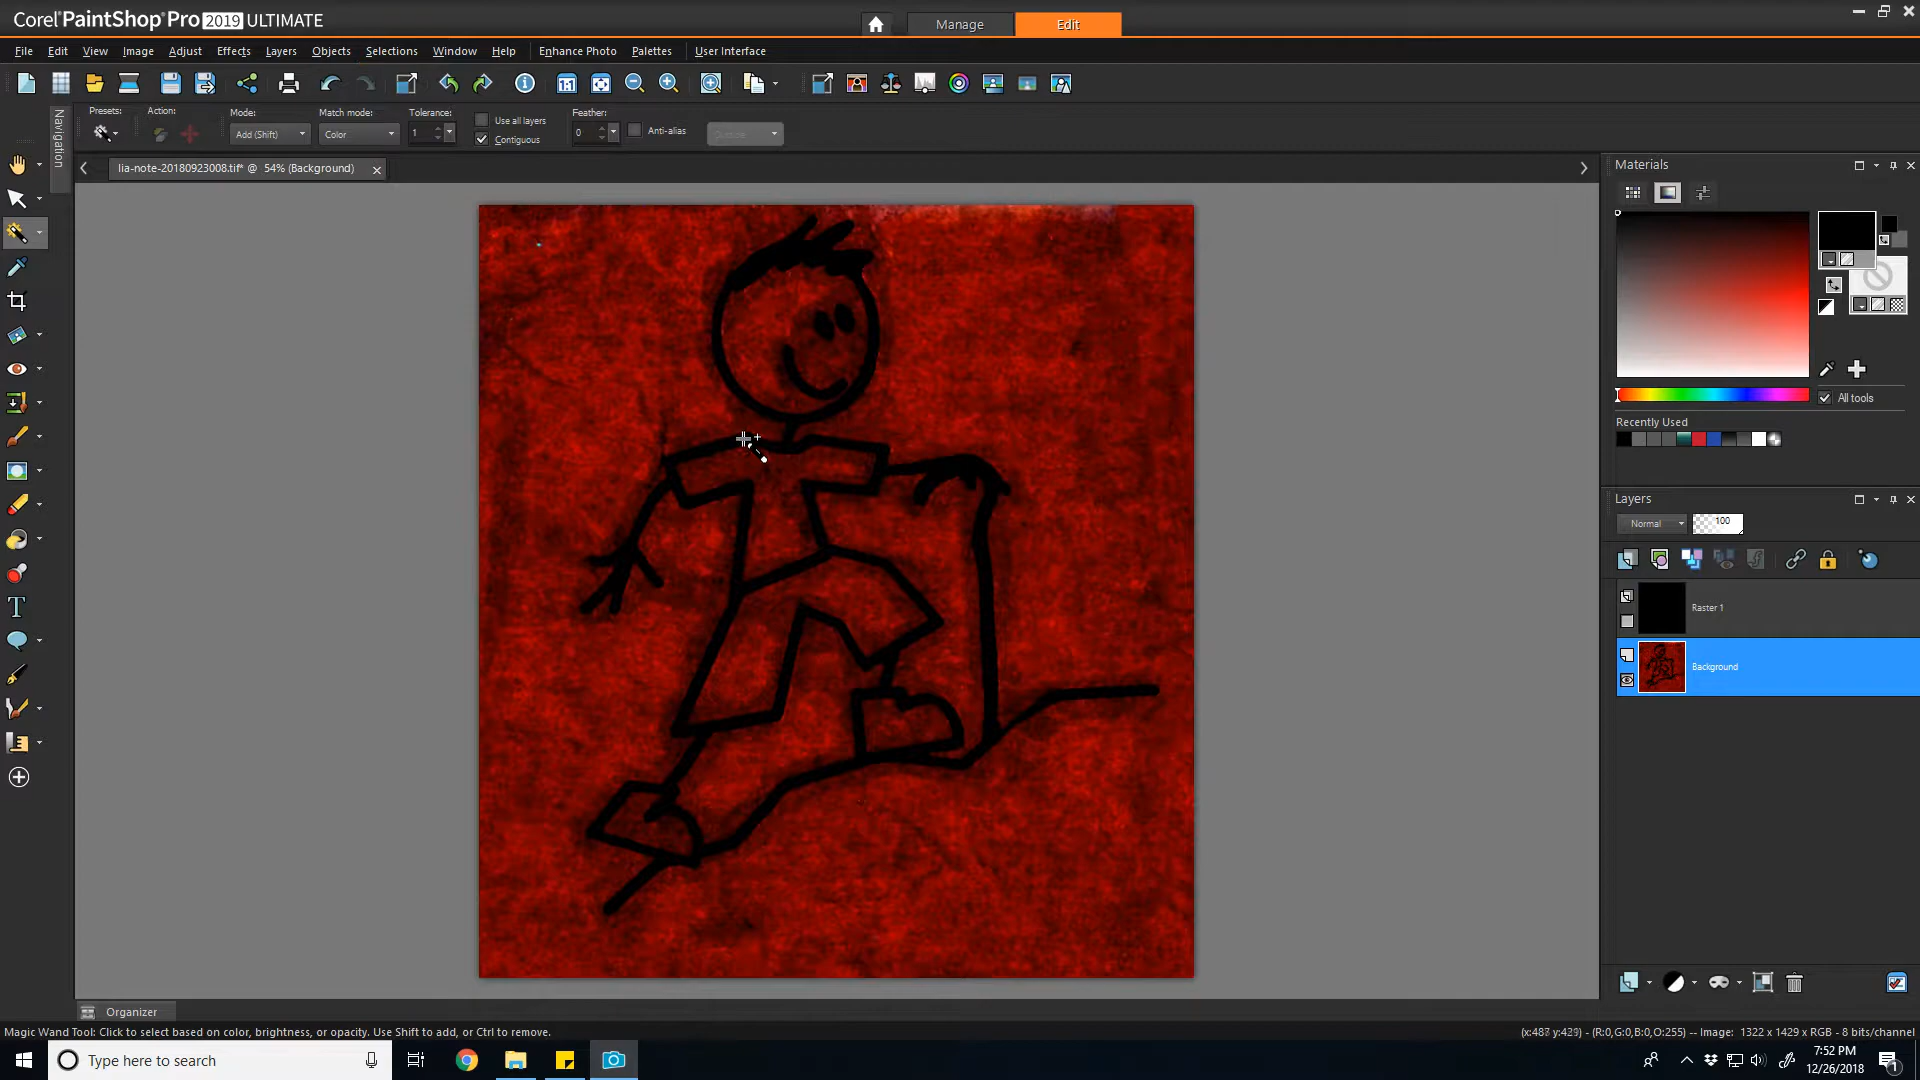 Corel PaintShop Pro 2019 ULTIMATE
Manage
Edit
File Edit View Image Adjust Effects Layers Objects Selections Window Help Enhance Photo Palettes User Interface
Presets:
Action:
Mode:
Add (Shift)
Match mode:
Color
Tolerance:
1
Use all layers
Contiguous
Feather:
0
Anti-alias
Navigation
lia-note-20180923008.tif* @ 54% (Background)
Materials
All tools
Recently Used
Layers
Normal
100
Raster 1
Background
Organizer
Magic Wand Tool: Click to select based on color, brightness, or opacity. Use Shift to add, or Ctrl to remove.
(x:487 y:429) - (R:0,G:0,B:0,O:255) -- Image: 1322 x 1429 x RGB - 8 bits/channel
Type here to search
7:52 PM
12/26/2018
1